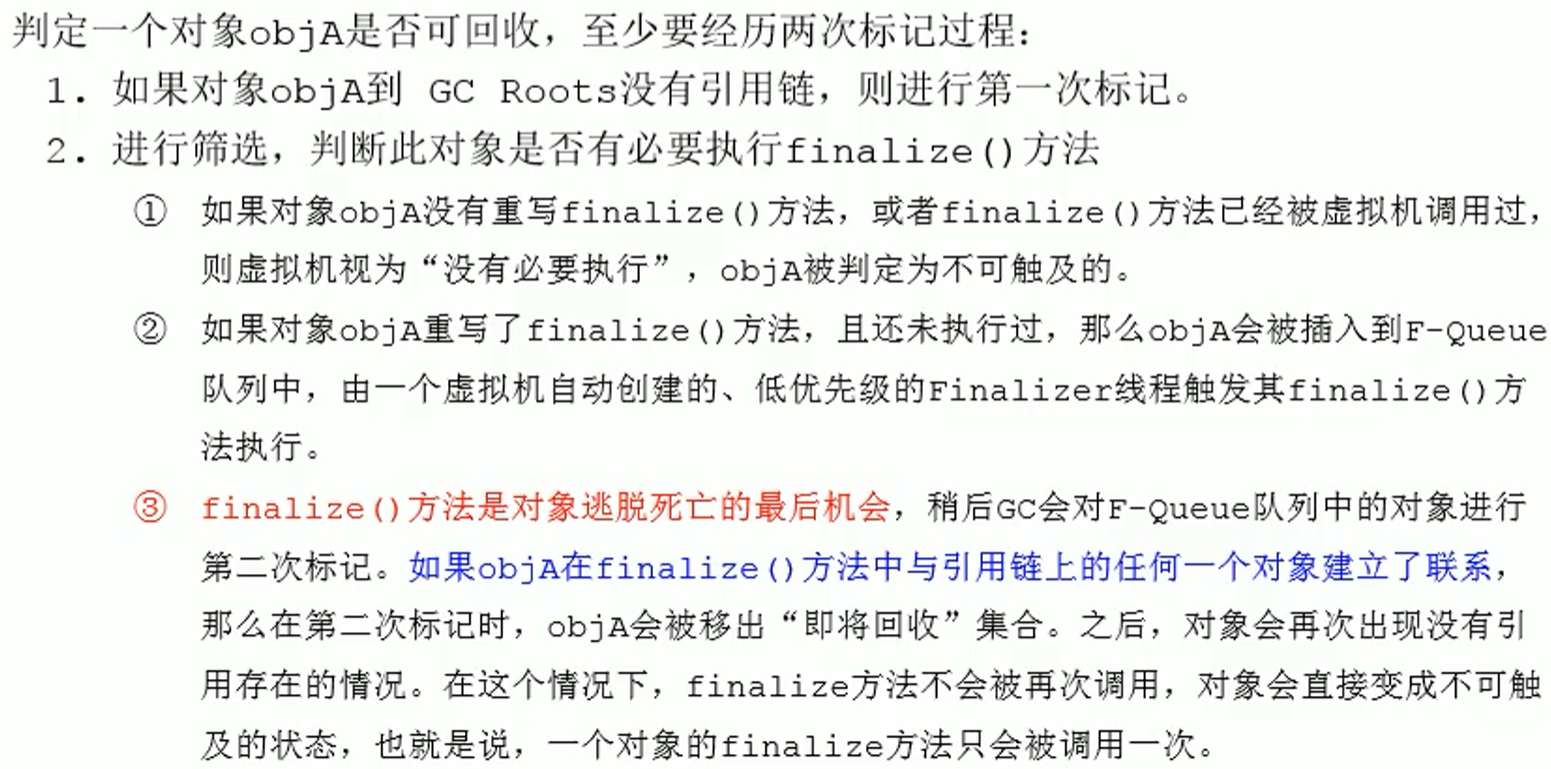 判定一个对象objA是否可回收，至少要经历两次标记过程：
1. 如果对象objA到 GC Roots没有引用链，则进行第一次标记。
2. 进行筛选，判断此对象是否有必要执行finalize()方法
① 如果对象objA没有重写finalize()方法，或者finalize()方法已经被虚拟机调用过，
则虚拟机视为“没有必要执行”，objA被判定为不可触及的。
② 如果对象objA重写了finalize()方法，且还未执行过，那么objA会被插入到F-Queue
队列中，由一个虚拟机自动创建的、低优先级的Finalizer线程触发其finalize()方
法执行。
③ finalize()方法是对象逃脱死亡的最后机会，稍后GC会对F-Queue队列中的对象进行
第二次标记。如果objA在finalize()方法中与引用链上的任何一个对象建立了联系，
那么在第二次标记时，objA会被移出“即将回收”集合。之后，对象会再次出现没有引
用存在的情况。在这个情况下，finalize方法不会被再次调用，对象会直接变成不可触
及的状态，也就是说，一个对象的finalize方法只会被调用一次。